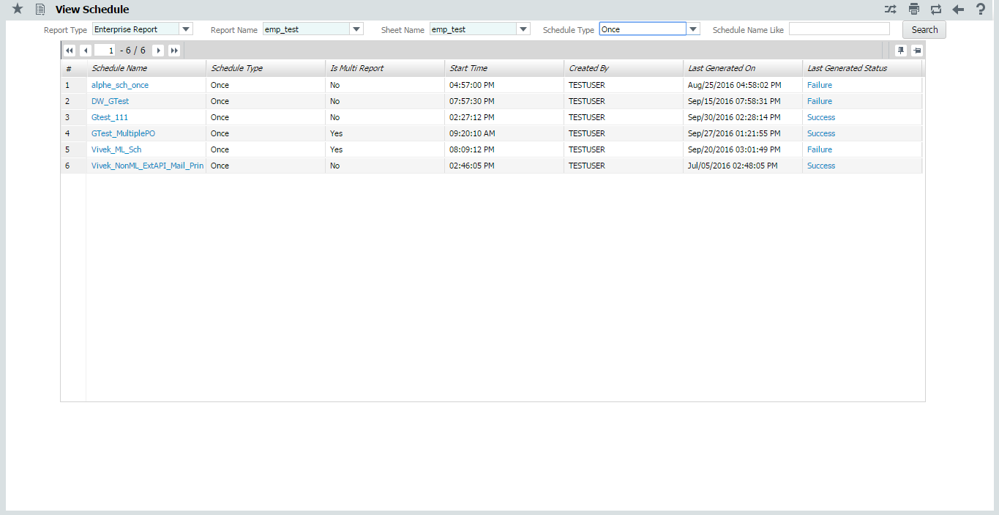 View Schedule
Report Type Enterprise Report Report Name emp_test Sheet Name emp_test Schedule Type Once Schedule Name Like Search
1 - 6 / 6
# Schedule Name Schedule Type Is Multi Report Start Time Created By Last Generated On Last Generated Status
1 alphe_sch_once Once No 04:57:00 PM TESTUSER Aug/25/2016 04:58:02 PM Failure
2 DW_GTest Once No 07:57:30 PM TESTUSER Sep/15/2016 07:58:31 PM Failure
3 Gtest_111 Once No 02:27:12 PM TESTUSER Sep/30/2016 02:28:14 PM Success
4 GTest_MultiplePO Once Yes 09:20:10 AM TESTUSER Sep/27/2016 01:21:55 PM Success
5 Vivek_ML_Sch Once Yes 08:09:12 PM TESTUSER Sep/20/2016 03:01:49 PM Failure
6 Vivek_NonML_ExtAPI_Mail_Prin Once No 02:46:05 PM TESTUSER Jul/05/2016 02:48:05 PM Success